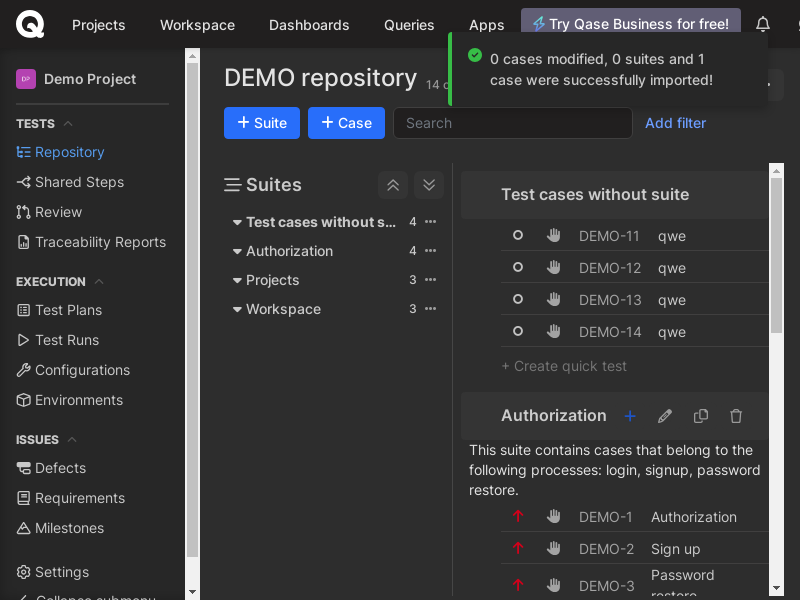 Projects
Workspace
Dashboards
Queries
Apps
Try Qase Business for free!
0 cases modified, 0 suites and 1
case were successfully imported!
DP
Demo Project
TESTS
Repository
Shared Steps
Review
Traceability Reports
EXECUTION
Test Plans
Test Runs
Configurations
Environments
ISSUES
Defects
Requirements
Milestones
Settings
Collapse submenu
DEMO repository
14
+ Suite
+ Case
Search
Add filter
Suites
Test cases without s... 4
Authorization 4
Projects 3
Workspace 3
Test cases without suite
DEMO-11 qwe
DEMO-12 qwe
DEMO-13 qwe
DEMO-14 qwe
+ Create quick test
Authorization
This suite contains cases that belong to the
following processes: login, signup, password
restore.
DEMO-1 Authorization
DEMO-2 Sign up
DEMO-3 Password
restore